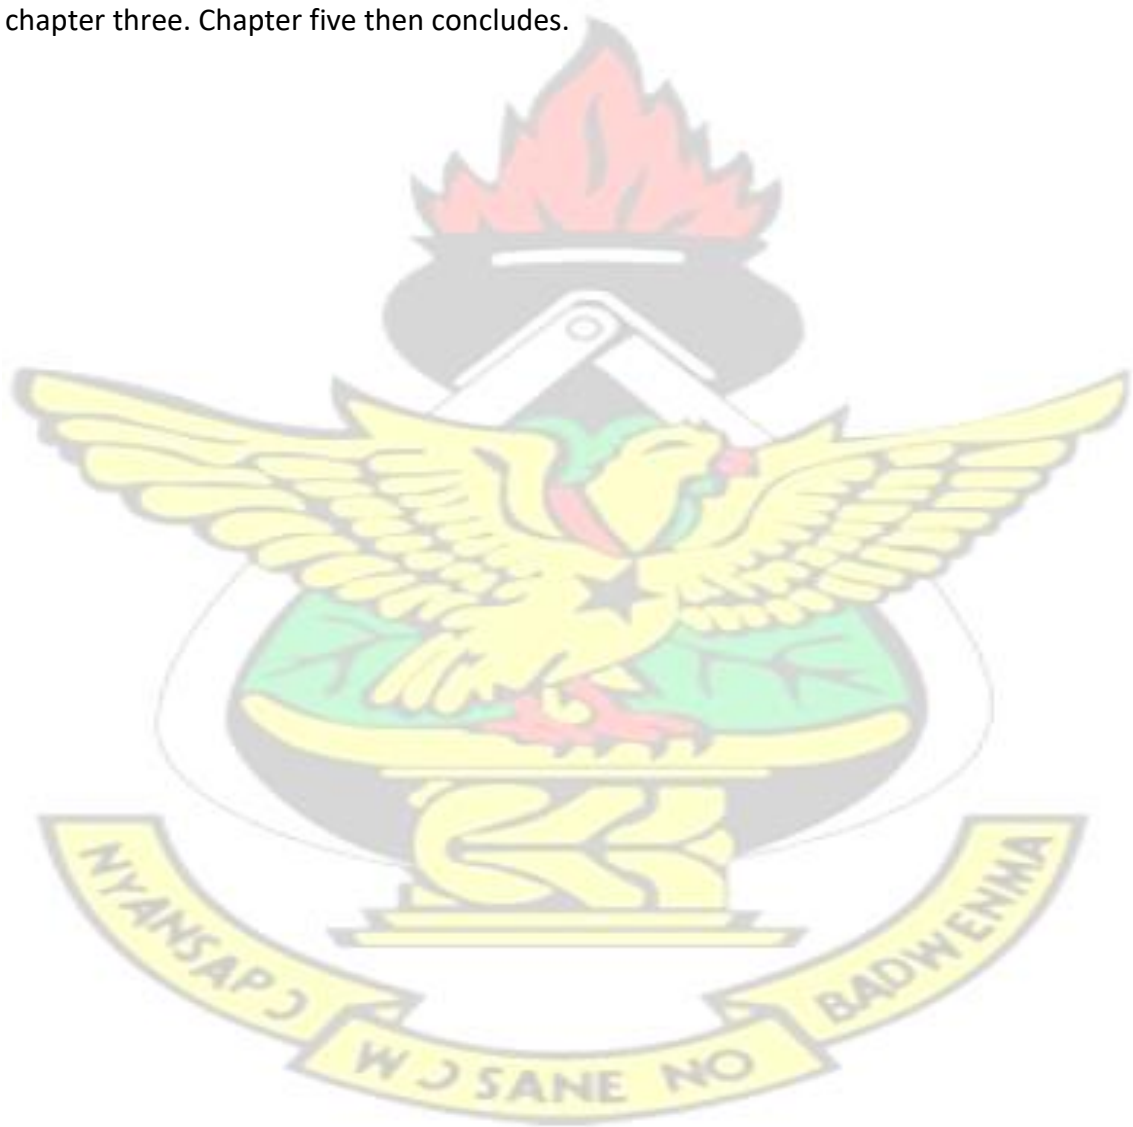 chapter three. Chapter five then concludes.
NYANSAPƆ
WƆSANE NO
BADWENMA